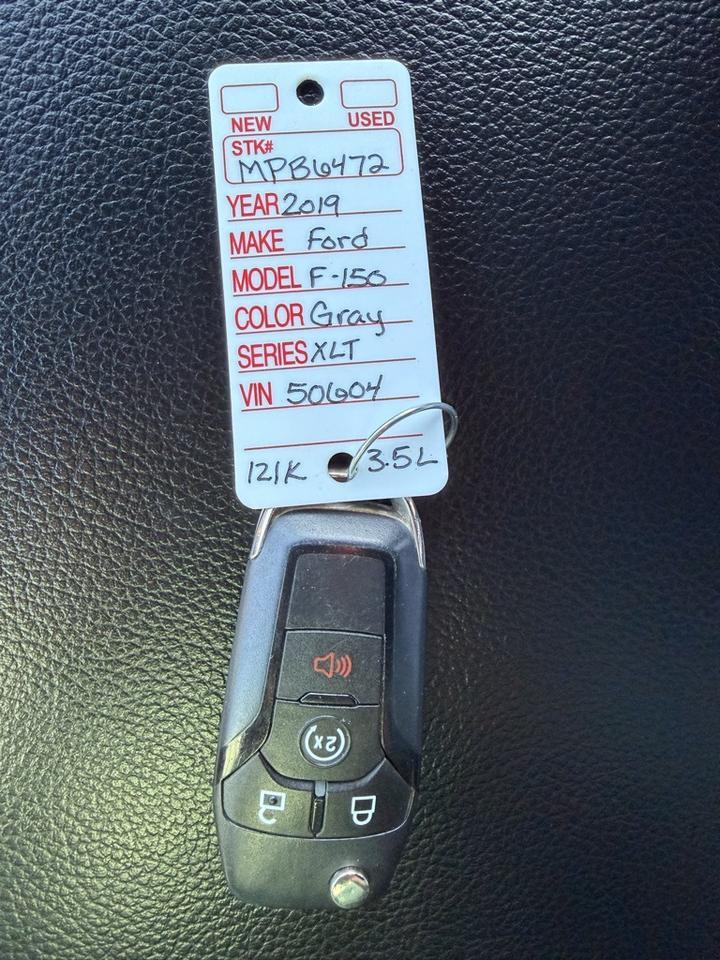 NEW USED
STK#
MPB6472
YEAR 2019
MAKE Ford
MODEL F-150
COLOR Gray
SERIES XLT
VIN 50604
121K 3.5L
2x